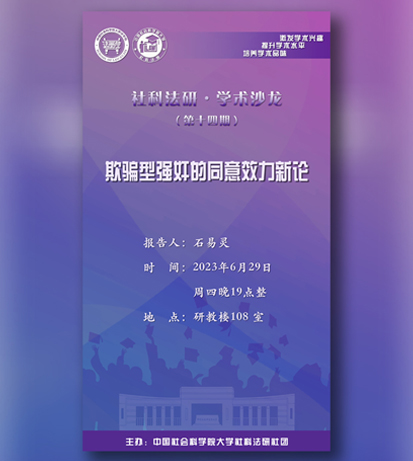 激发学术兴趣
提升学术水平
培养学术品味
社科法研·学术沙龙
(第十四期)
欺骗型强奸的同意效力新论
报告人:石易灵
时 间:2023年6月29日
周四晚19点整
地 点:研教楼108 室
主办:中国社会科学院大学社科法研社团